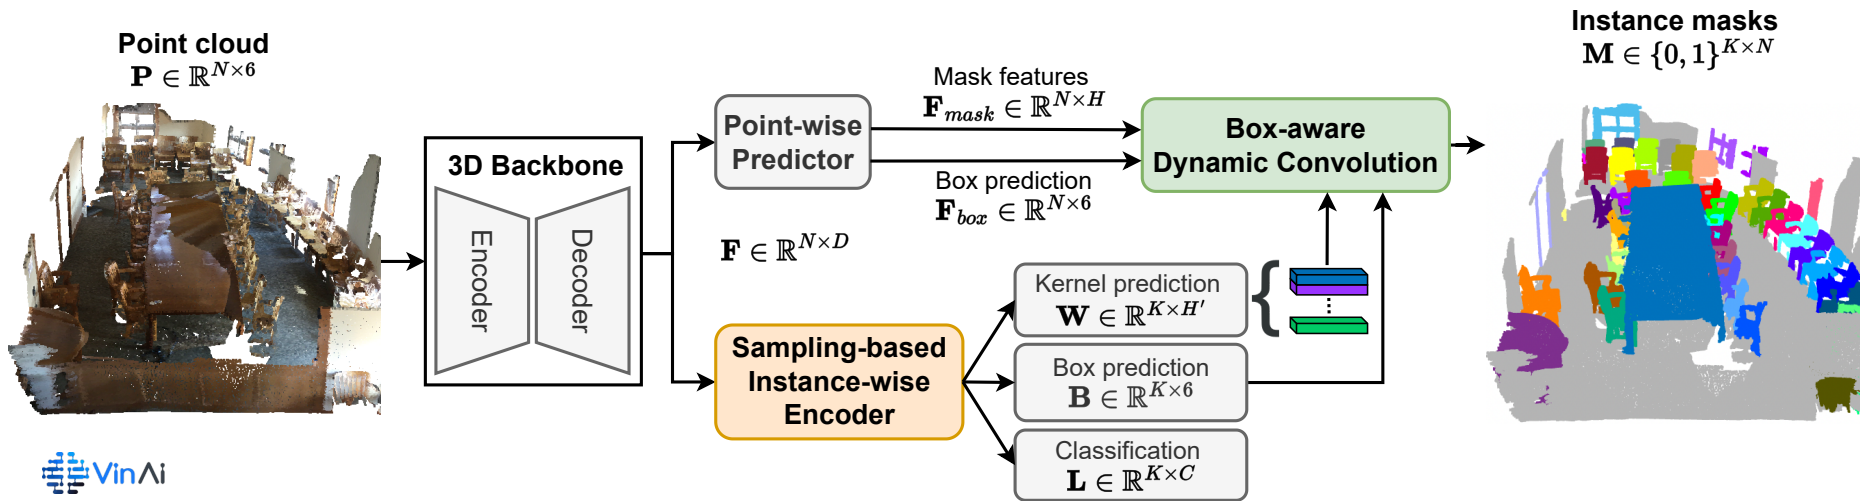 Point cloud
P ∈ ℝ^{N×6}
3D Backbone
Encoder
Decoder
F ∈ ℝ^{N×D}
Point-wise
Predictor
Mask features
F_{mask} ∈ ℝ^{N×H}
Box prediction
F_{box} ∈ ℝ^{N×6}
Sampling-based
Instance-wise
Encoder
Kernel prediction
W ∈ ℝ^{K×H′}
Box prediction
B ∈ ℝ^{K×6}
Classification
L ∈ ℝ^{K×C}
Box-aware
Dynamic Convolution
Instance masks
M ∈ {0, 1}^{K×N}
VinAi